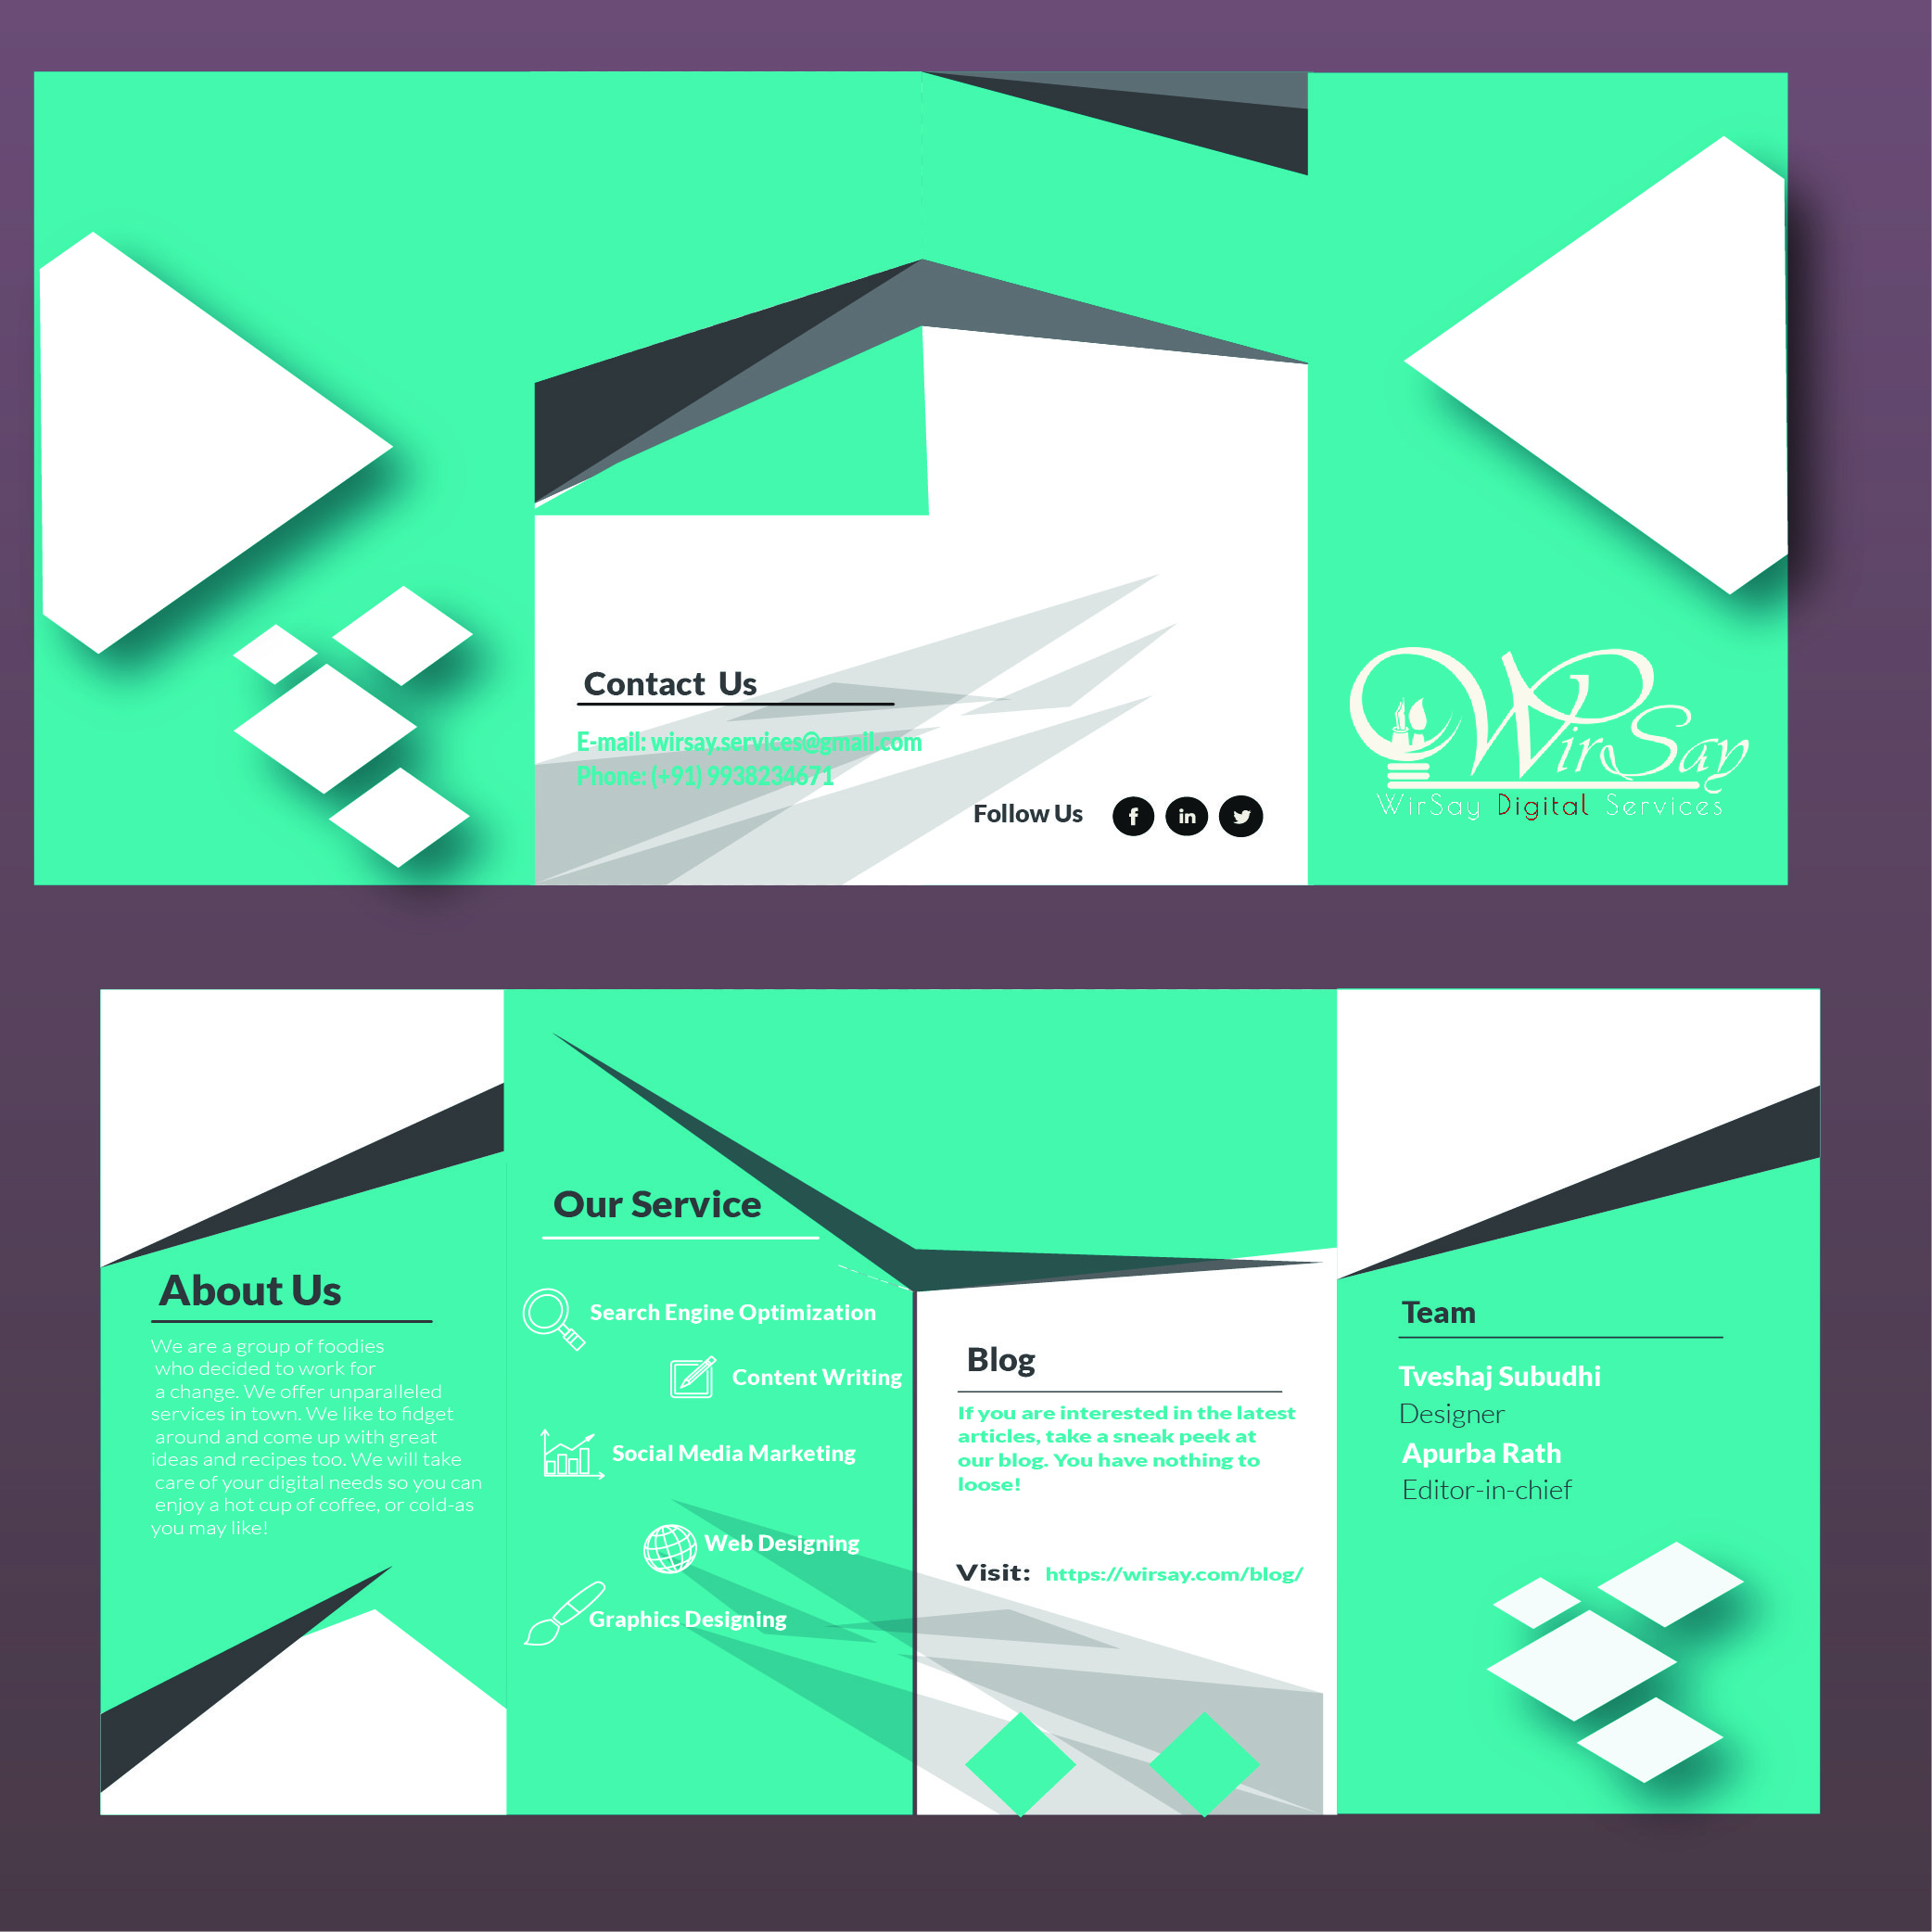 Contact Us
E-mail: wirsay.services@gmail.com
Phone: (+91) 9938234671
Follow Us
f in
WirSay
WirSay Digital Services
About Us
We are a group of foodies
who decided to work for
a change. We offer unparalleled
services in town. We like to fidget
around and come up with great
ideas and recipes too. We will take
care of your digital needs so you can
enjoy a hot cup of coffee, or cold-as
you may like!
Our Service
Search Engine Optimization
Content Writing
Social Media Marketing
Web Designing
Graphics Designing
Blog
If you are interested in the latest
articles, take a sneak peek at
our blog. You have nothing to
loose!
Visit: https://wirsay.com/blog/
Team
Tveshaj Subudhi
Designer
Apurba Rath
Editor-in-chief